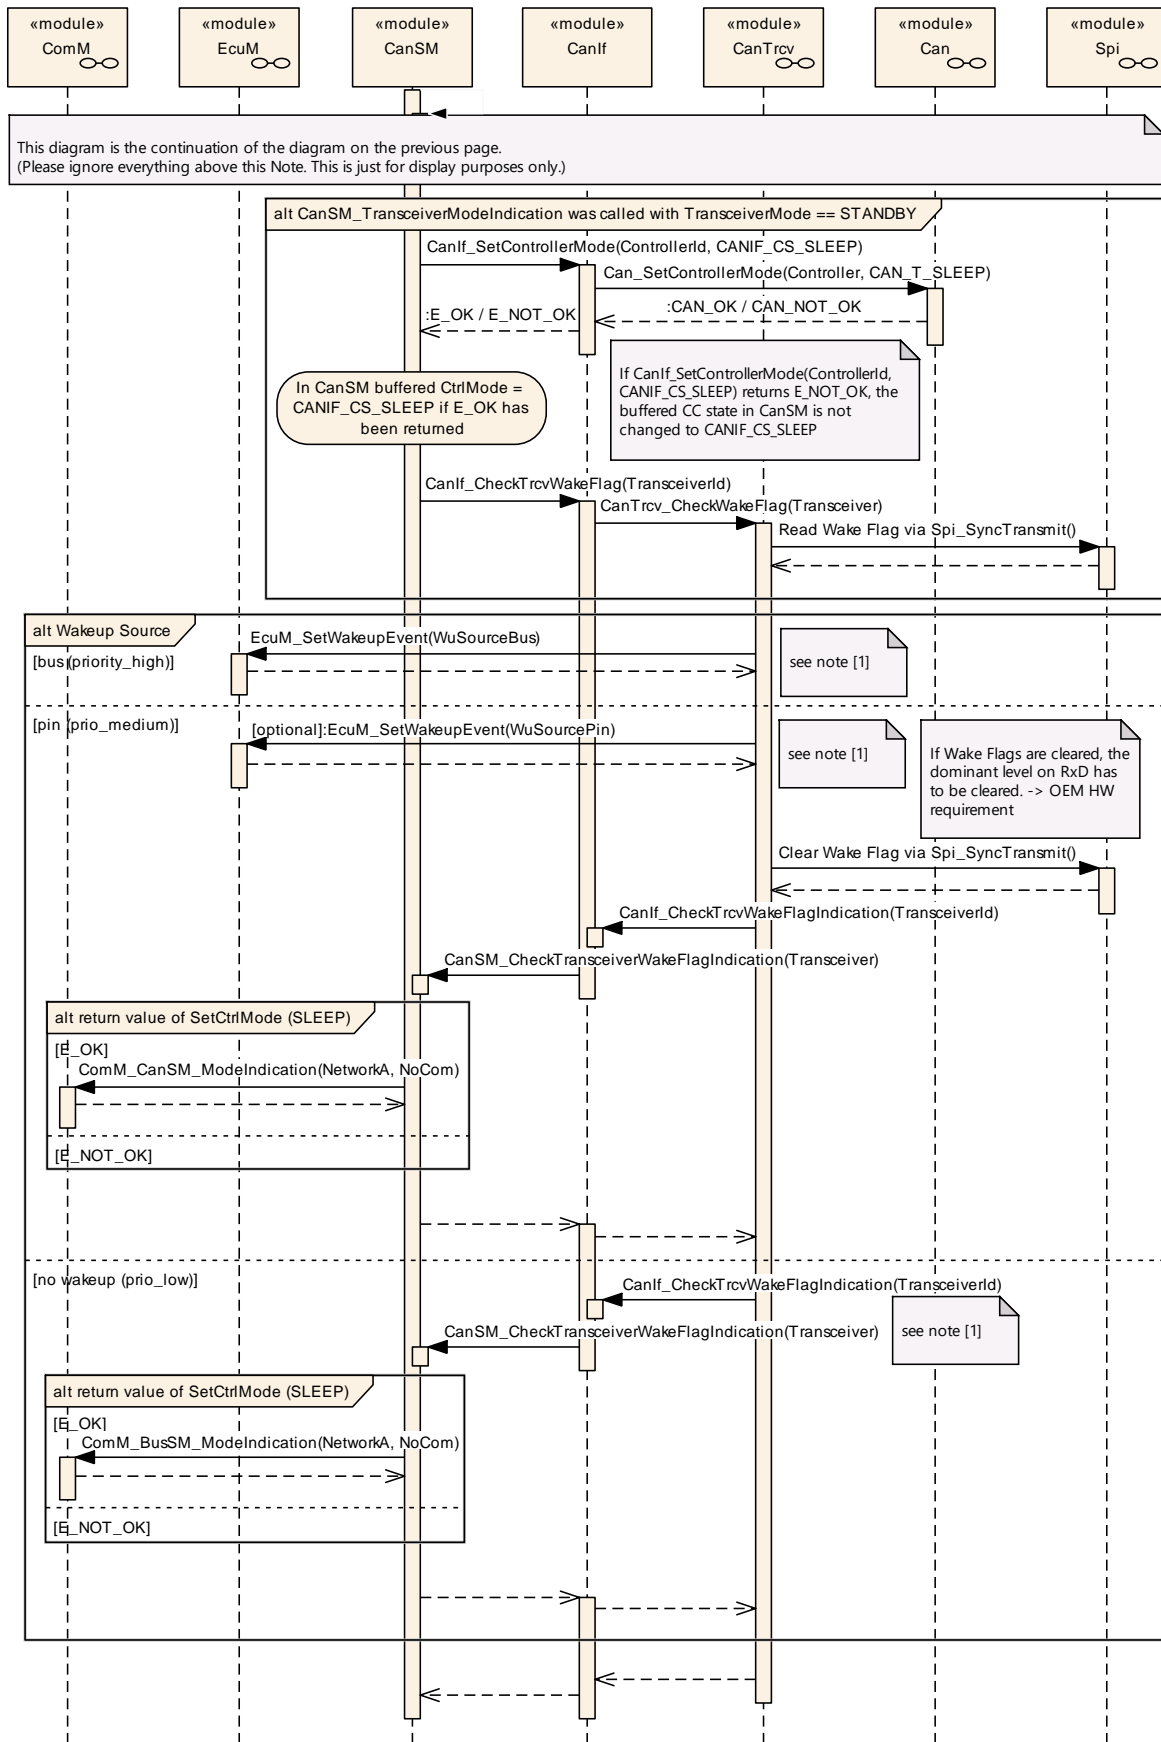 «module»
ComM
«module»
EcuM
«module»
CanSM
«module»
CanIf
«module»
CanTrcv
«module»
Can
«module»
Spi
This diagram is the continuation of the diagram on the previous page.
(Please ignore everything above this Note. This is just for display purposes only.)
alt CanSM_TransceiverModeIndication was called with TransceiverMode == STANDBY
CanIf_SetControllerMode(ControllerId, CANIF_CS_SLEEP)
Can_SetControllerMode(Controller, CAN_T_SLEEP)
:CAN_OK / CAN_NOT_OK
:E_OK / E_NOT_OK
In CanSM buffered CtrlMode =
CANIF_CS_SLEEP if E_OK has
been returned
If CanIf_SetControllerMode(ControllerId,
CANIF_CS_SLEEP) returns E_NOT_OK, the
buffered CC state in CanSM is not
changed to CANIF_CS_SLEEP
CanIf_CheckTrcvWakeFlag(TransceiverId)
CanTrcv_CheckWakeFlag(Transceiver)
Read Wake Flag via Spi_SyncTransmit()
alt Wakeup Source
[bus(priority_high)]
EcuM_SetWakeupEvent(WuSourceBus)
see note [1]
[pin (prio_medium)]
[optional]:EcuM_SetWakeupEvent(WuSourcePin)
see note [1]
If Wake Flags are cleared, the
dominant level on RxD has
to be cleared. -> OEM HW
requirement
Clear Wake Flag via Spi_SyncTransmit()
CanIf_CheckTrcvWakeFlagIndication(TransceiverId)
CanSM_CheckTransceiverWakeFlagIndication(Transceiver)
alt return value of SetCtrlMode (SLEEP)
[E_OK]
ComM_CanSM_ModeIndication(NetworkA, NoCom)
[E_NOT_OK]
[no wakeup (prio_low)]
CanIf_CheckTrcvWakeFlagIndication(TransceiverId)
see note [1]
CanSM_CheckTransceiverWakeFlagIndication(Transceiver)
alt return value of SetCtrlMode (SLEEP)
[E_OK]
ComM_BusSM_ModeIndication(NetworkA, NoCom)
[E_NOT_OK]